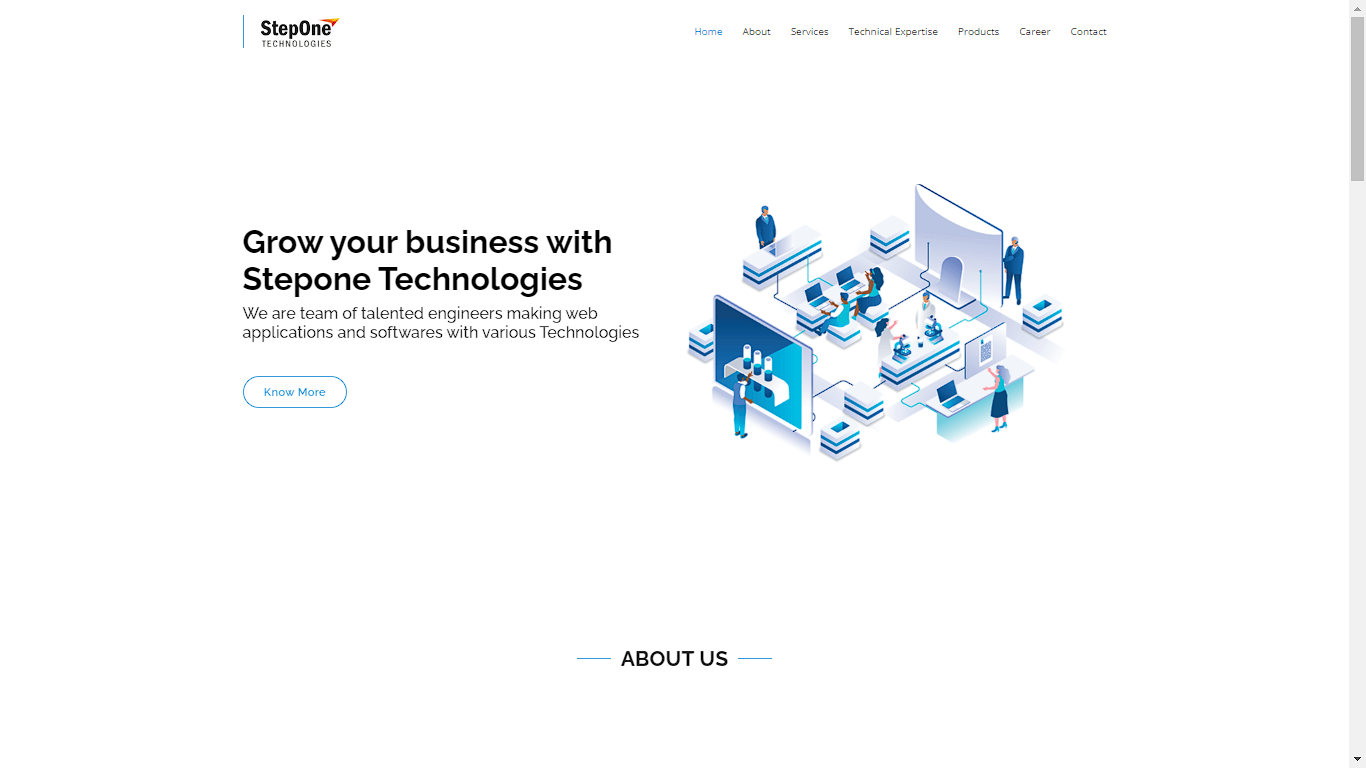 StepOne
TECHNOLOGIES
Home About Services Technical Expertise Products Career Contact
Grow your business with
Stepone Technologies
We are team of talented engineers making web
applications and softwares with various Technologies
Know More
ABOUT US